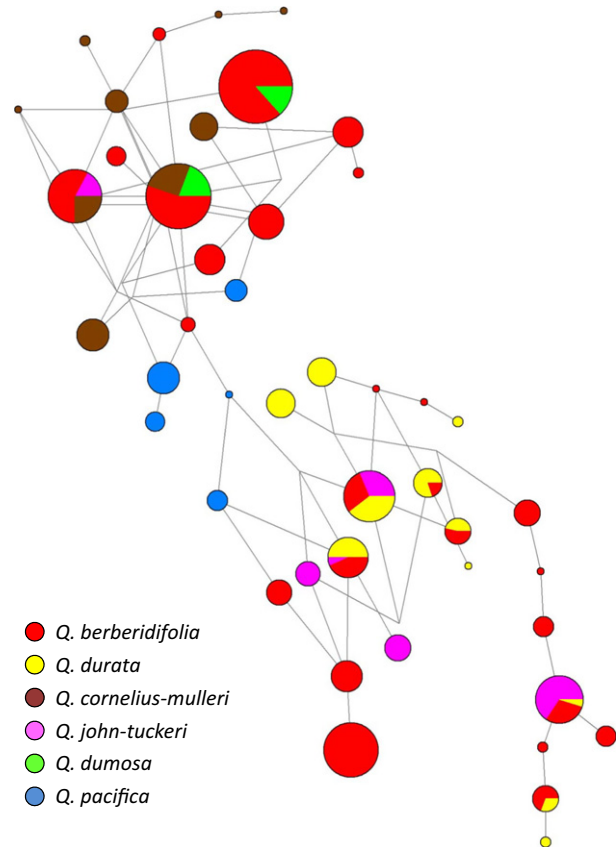 Q. berberidifolia
Q. durata
Q. cornelius-mulleri
Q. john-tuckeri
Q. dumosa
Q. pacifica